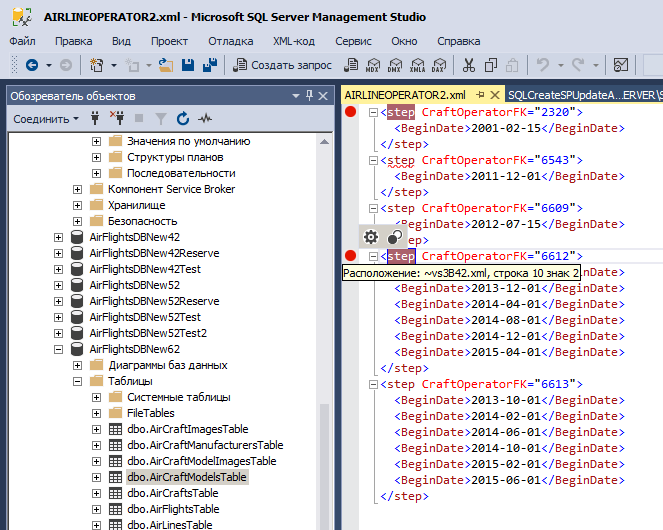 AIRLINEOPERATOR2.xml - Microsoft SQL Server Management Studio
Файл Правка Вид Проект Отладка XML-код Сервис Окно Справка
Создать запрос MDX DMX XMLA DAX
Обозреватель объектов
Соединить
Значения по умолчанию
Структуры планов
Последовательности
Компонент Service Broker
Хранилище
Безопасность
AirFlightsDBNew42
AirFlightsDBNew42Reserve
AirFlightsDBNew42Test
AirFlightsDBNew52
AirFlightsDBNew52Reserve
AirFlightsDBNew52Test
AirFlightsDBNew52Test2
AirFlightsDBNew62
Диаграммы баз данных
Таблицы
Системные таблицы
FileTables
dbo.AirCraftImagesTable
dbo.AirCraftManufacturersTable
dbo.AirCraftModelImagesTable
dbo.AirCraftModelsTable
dbo.AirCraftsTable
dbo.AirFlightsTable
dbo.AirLinesTable
AIRLINEOPERATOR2.xml SQLCreateSPUpdateA...ERVER\S
<step CraftOperatorFK="2320">
<BeginDate>2001-02-15</BeginDate>
</step>
<step CraftOperatorFK="6543">
<BeginDate>2011-12-01</BeginDate>
</step>
<step CraftOperatorFK="6609">
<BeginDate>2012-07-15</BeginDate>
ep>
<step CraftOperatorFK="6612">
Расположение: ~vs3B42.xml, строка 10 знак 2 ginDate>
<BeginDate>2013-12-01</BeginDate>
<BeginDate>2014-04-01</BeginDate>
<BeginDate>2014-08-01</BeginDate>
<BeginDate>2014-12-01</BeginDate>
<BeginDate>2015-04-01</BeginDate>
</step>
<step CraftOperatorFK="6613">
<BeginDate>2013-10-01</BeginDate>
<BeginDate>2014-02-01</BeginDate>
<BeginDate>2014-06-01</BeginDate>
<BeginDate>2014-10-01</BeginDate>
<BeginDate>2015-02-01</BeginDate>
<BeginDate>2015-06-01</BeginDate>
</step>